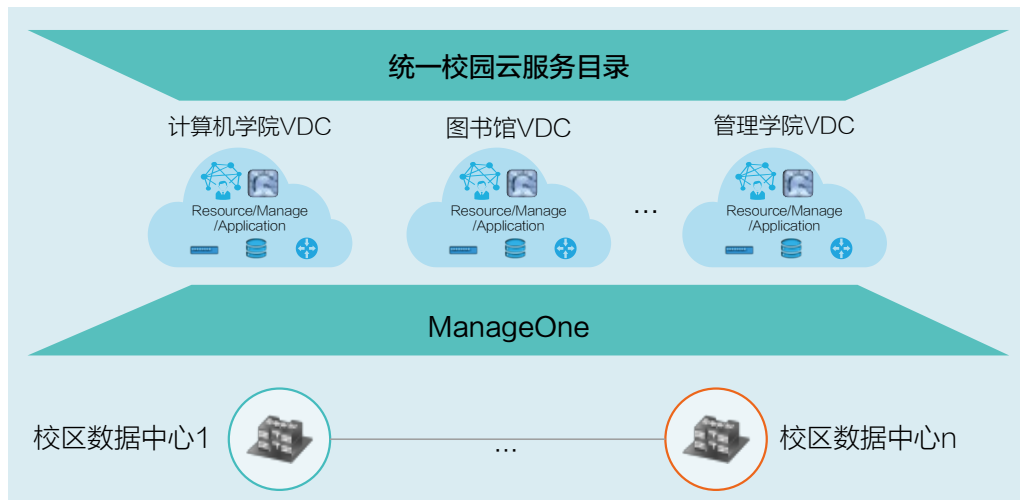 统一校园云服务目录
计算机学院VDC
图书馆VDC
管理学院VDC
Resource/Manage
/Application
Resource/Manage
/Application
...
Resource/Manage
/Application
ManageOne
校区数据中心1
...
校区数据中心n